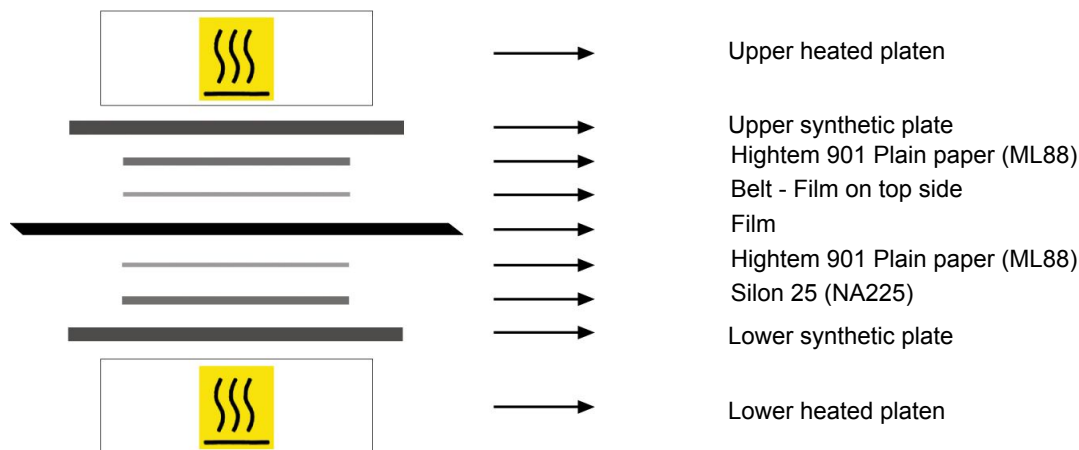 Upper heated platen
Upper synthetic plate
Hightem 901 Plain paper (ML88)
Belt - Film on top side
Film
Hightem 901 Plain paper (ML88)
Silon 25 (NA225)
Lower synthetic plate
Lower heated platen